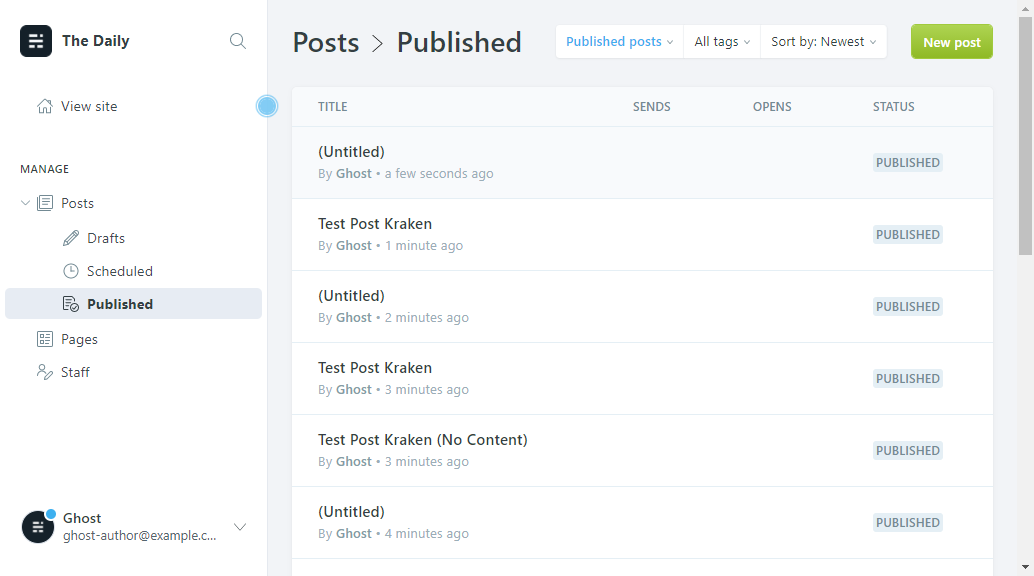 The Daily
View site
MANAGE
Posts
Drafts
Scheduled
Published
Pages
Staff
Ghost
ghost-author@example.c...
Posts > Published
Published posts
All tags
Sort by: Newest
New post
TITLE SENDS OPENS STATUS
(Untitled)
By Ghost • a few seconds ago
PUBLISHED
Test Post Kraken
By Ghost • 1 minute ago
PUBLISHED
(Untitled)
By Ghost • 2 minutes ago
PUBLISHED
Test Post Kraken
By Ghost • 3 minutes ago
PUBLISHED
Test Post Kraken (No Content)
By Ghost • 3 minutes ago
PUBLISHED
(Untitled)
By Ghost • 4 minutes ago
PUBLISHED